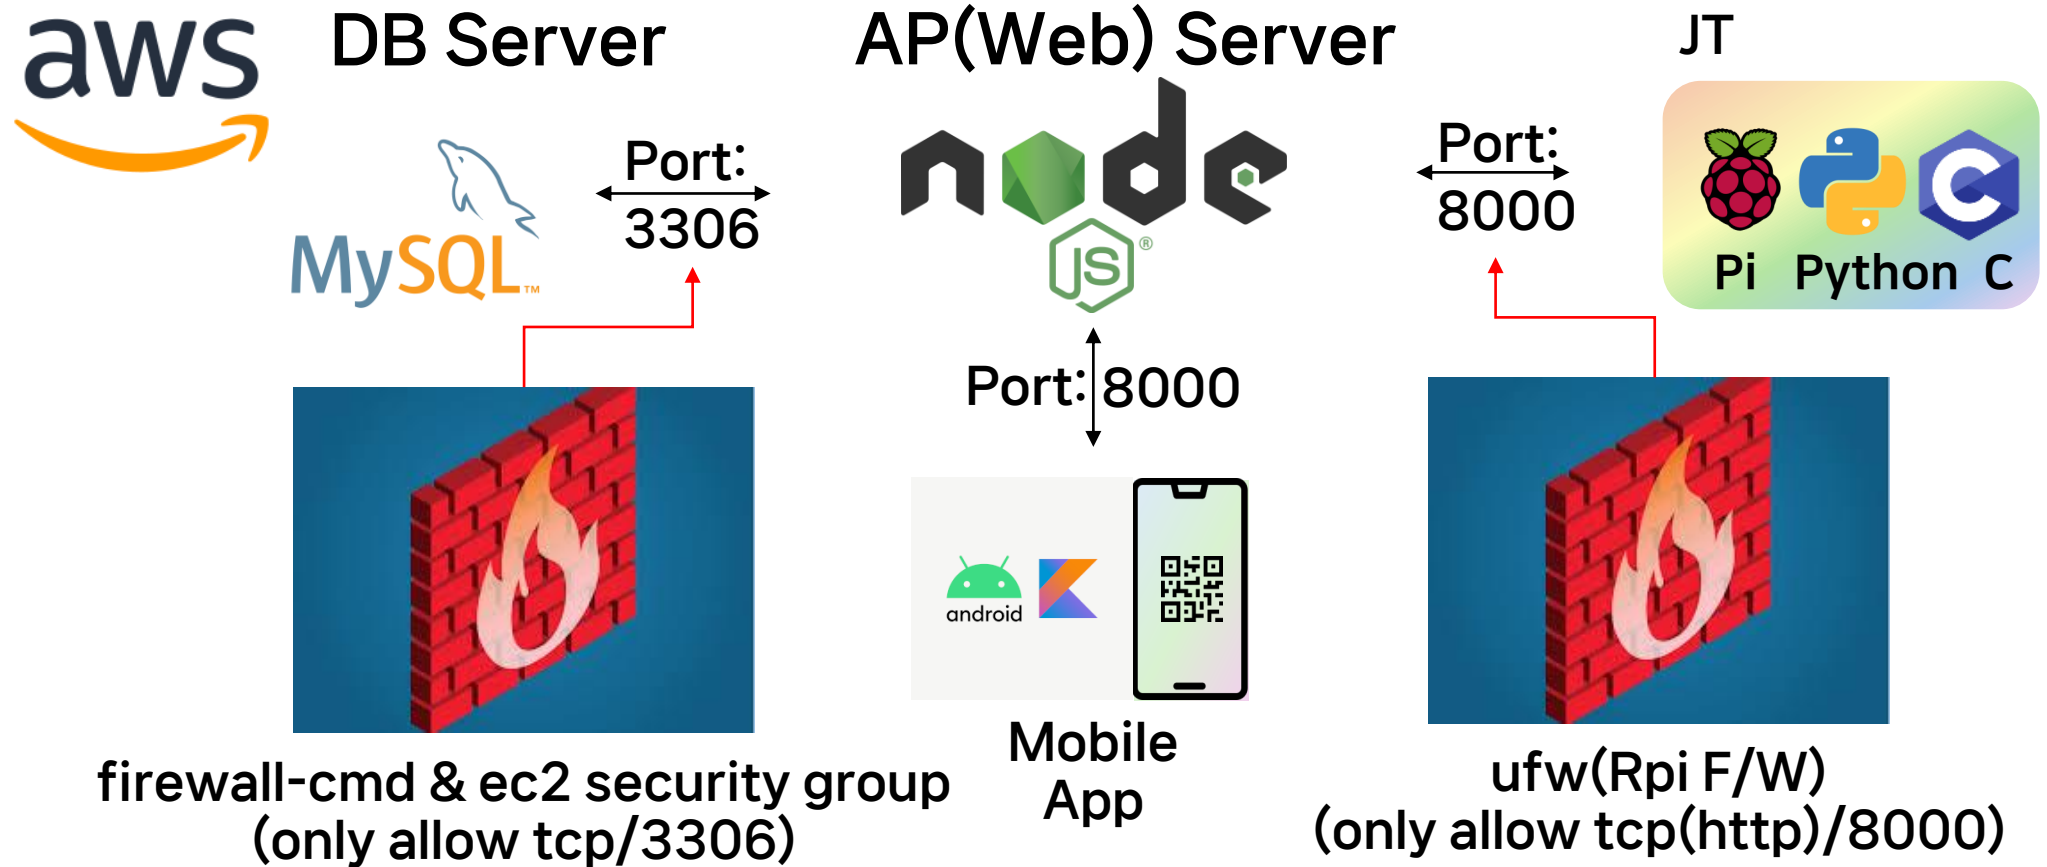 aws
DB Server
AP(Web) Server
JT
MySQL™
Port:
3306
node
JS®
Port:
8000
Pi Python C
Port: 8000
android
Mobile
App
firewall-cmd & ec2 security group
(only allow tcp/3306)
ufw(Rpi F/W)
(only allow tcp(http)/8000)